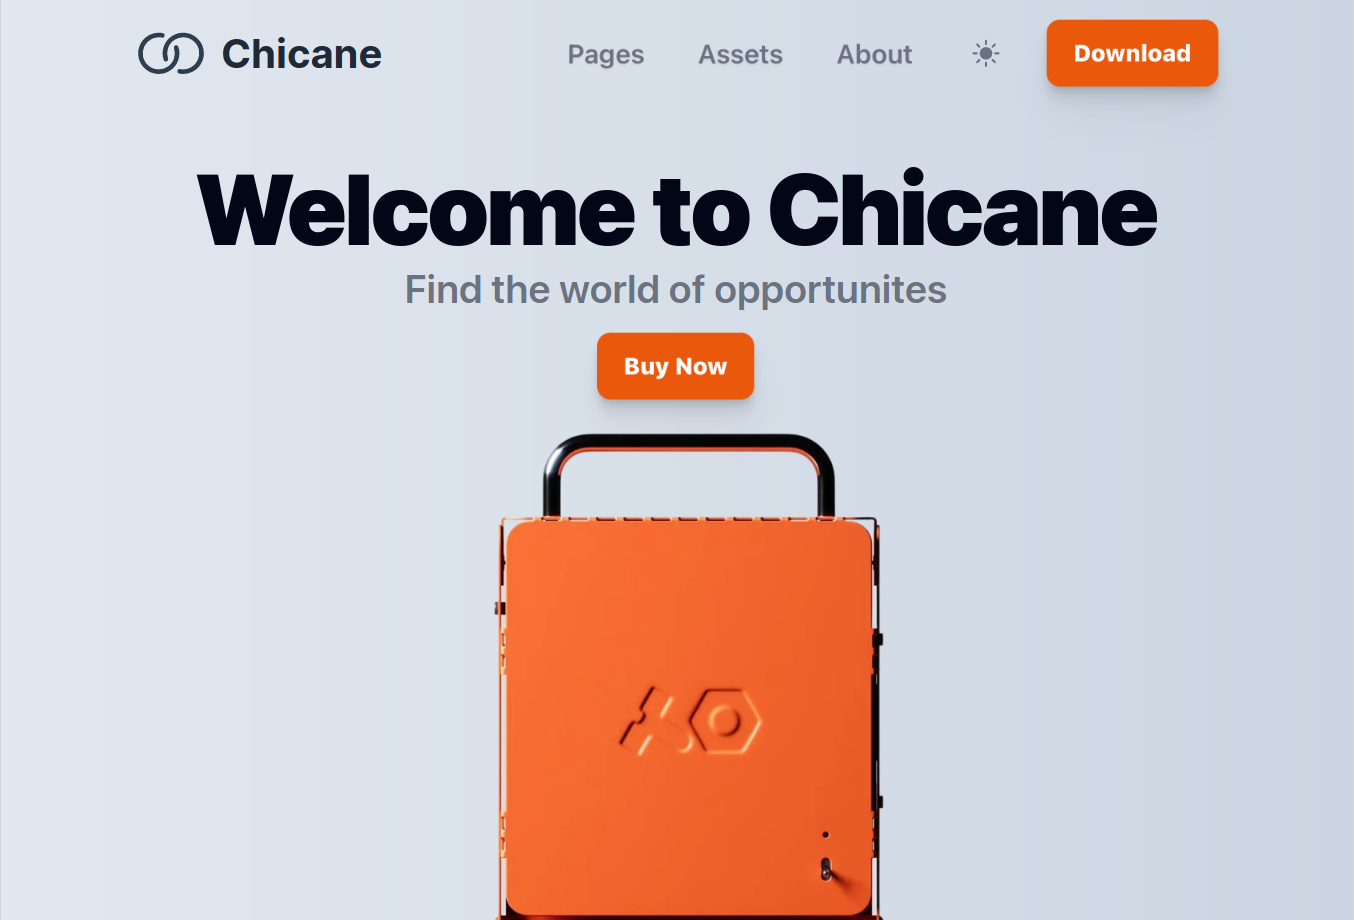 Chicane
Pages Assets About Download
Welcome to Chicane
Find the world of opportunites
Buy Now